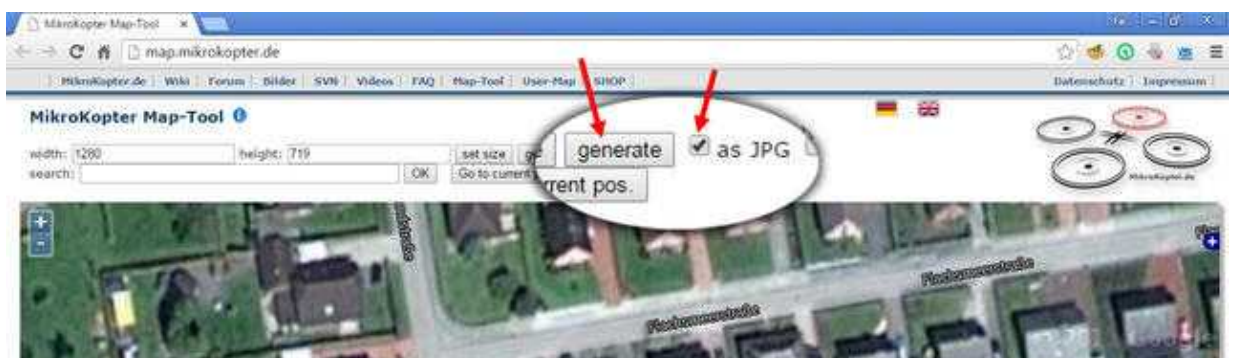 MikroKopter Map-Tool
map.mikrokopter.de
MikroKopter.de | Wiki | Forum | Bilder | SVN | Videos | FAQ | Map-Tool | User-Map | SHOP |
Datenschutz | Impressum |
MikroKopter Map-Tool
width: 1280 height: 719 set size
generate as JPG
search: OK Go to current
rrent pos.
MikroKopter.de
Flachsmeerstraße
Flachsmeerstraße